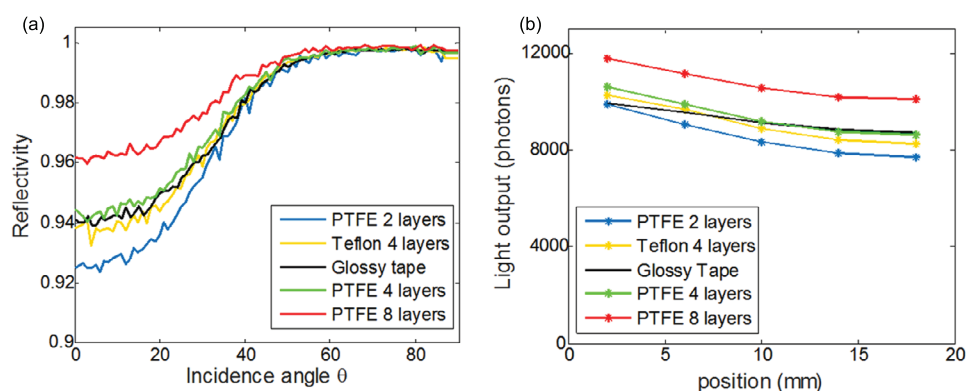 (a)
Reflectivity
1
0.98
0.96
0.94
0.92
0.9
0
20
40
60
80
Incidence angle θ
PTFE 2 layers
Teflon 4 layers
Glossy tape
PTFE 4 layers
PTFE 8 layers
(b)
Light output (photons)
12000
8000
4000
0
0
5
10
15
20
position (mm)
PTFE 2 layers
Teflon 4 layers
Glossy Tape
PTFE 4 layers
PTFE 8 layers